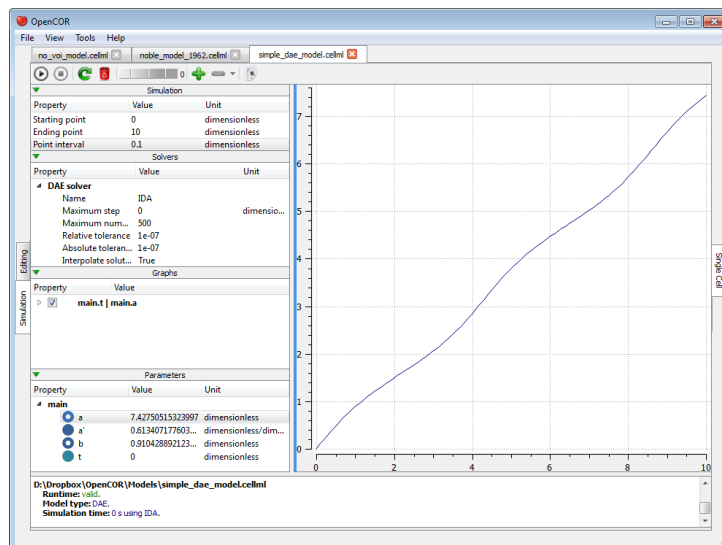 OpenCOR
File View Tools Help
no_voi_model.cellml noble_model_1962.cellml simple_dae_model.cellml
0
Simulation
Property Value Unit
Starting point 0 dimensionless
Ending point 10 dimensionless
Point interval 0.1 dimensionless
Solvers
Property Value Unit
DAE solver
Name IDA
Maximum step 0 dimensio...
Maximum num... 500
Relative tolerance 1e-07
Absolute toleran... 1e-07
Interpolate solut... True
Graphs
Property Value
main.t | main.a
Parameters
Property Value Unit
main
a 7.42750515323997 dimensionless
a' 0.613407177603... dimensionless/dim...
b 0.910428892123... dimensionless
t 0 dimensionless
Editing
Simulation
7
6
5
4
3
2
1
0
0 2 4 6 8 10
Single Cell
D:\Dropbox\OpenCOR\Models\simple_dae_model.cellml
Runtime: valid.
Model type: DAE.
Simulation time: 0 s using IDA.